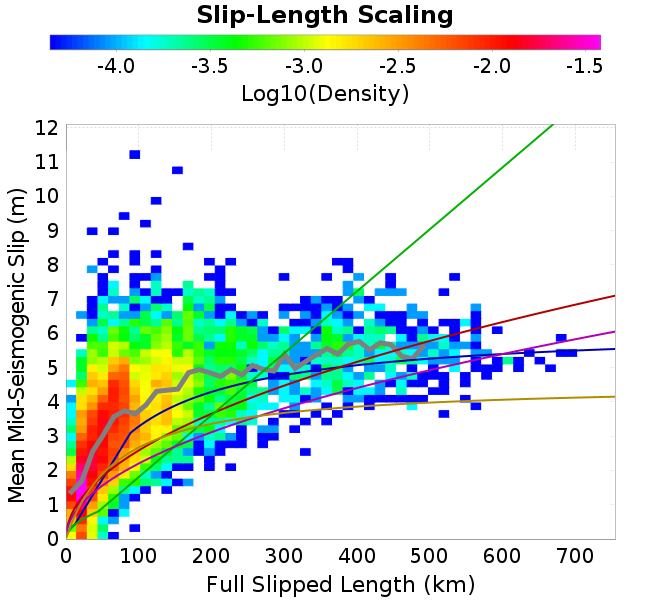 Slip-Length Scaling
-4.0 -3.5 -3.0 -2.5 -2.0 -1.5
Log10(Density)
12
11
10
9
8
7
6
5
4
3
2
1
0
Mean Mid-Seismogenic Slip (m)
0 100 200 300 400 500 600 700
Full Slipped Length (km)